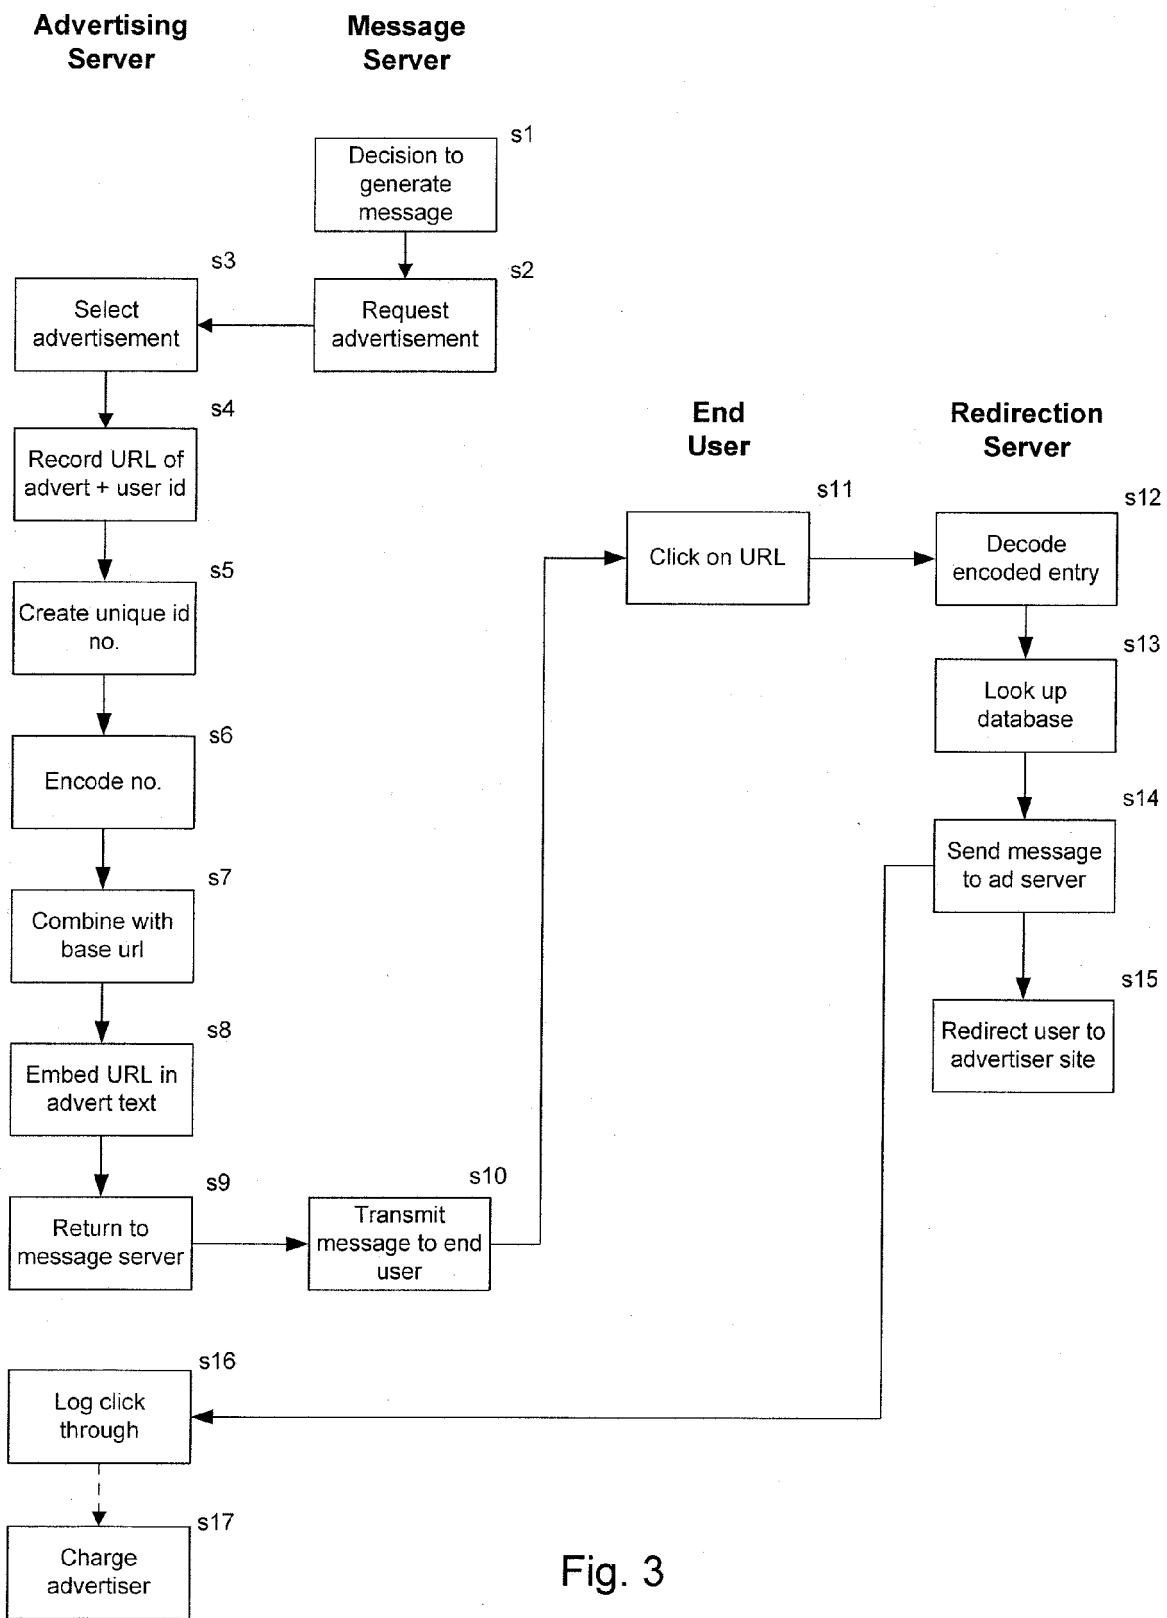 Advertising
Server
Message
Server
s1
Decision to
generate
message
s3
s2
Select
advertisement
Request
advertisement
s4
Record URL of
advert + user id
End
User
Redirection
Server
s11
s12
Click on URL
Decode
encoded entry
s5
Create unique id
no.
s13
Look up
database
s6
Encode no.
s14
Send message
to ad server
s7
Combine with
base url
s15
Redirect user to
advertiser site
s8
Embed URL in
advert text
s9
s10
Return to
message server
Transmit
message to end
user
s16
Log click
through
s17
Charge
advertiser
Fig. 3